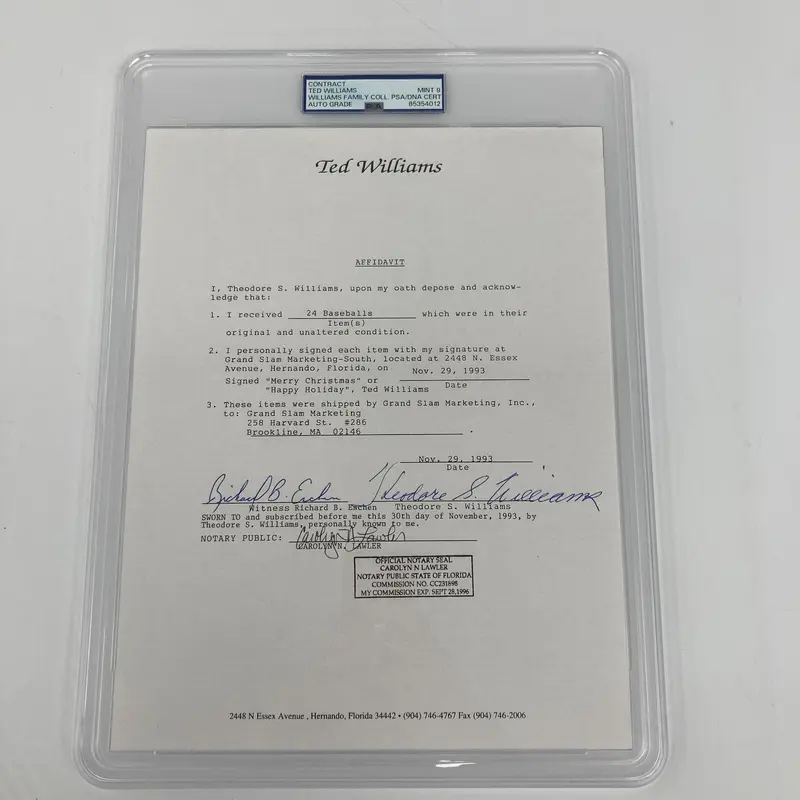 CONTRACT
TED WILLIAMS MINT 9
WILLIAMS FAMILY COLL. PSA/DNA CERT
AUTO GRADE PSA 85354012
Ted Williams
AFFIDAVIT
I, Theodore S. Williams, upon my oath depose and acknow-
ledge that:
1. I received 24 Baseballs which were in their
Item(s)
original and unaltered condition.
2. I personally signed each item with my signature at
Grand Slam Marketing-South, located at 2448 N. Essex
Avenue, Hernando, Florida, on Nov. 29, 1993
Signed "Merry Christmas" or Date
"Happy Holiday", Ted Williams
3. These items were shipped by Grand Slam Marketing, Inc.,
to: Grand Slam Marketing
258 Harvard St. #286
Brookline, MA 02146.
Nov. 29, 1993
Date
Richard B. Eschen Theodore S. Williams
Witness Richard B. Eschen Theodore S. Williams
SWORN TO and subscribed before me this 30th day of November, 1993, by
Theodore S. Williams, personally known to me.
NOTARY PUBLIC: Carolyn N Lawler
CAROLYN N. LAWLER
OFFICIAL NOTARY SEAL
CAROLYN N LAWLER
NOTARY PUBLIC STATE OF FLORIDA
COMMISSION NO. CC231898
MY COMMISSION EXP. SEPT 28,1996
2448 N Essex Avenue , Hernando, Florida 34442 • (904) 746-4767 Fax (904) 746-2006